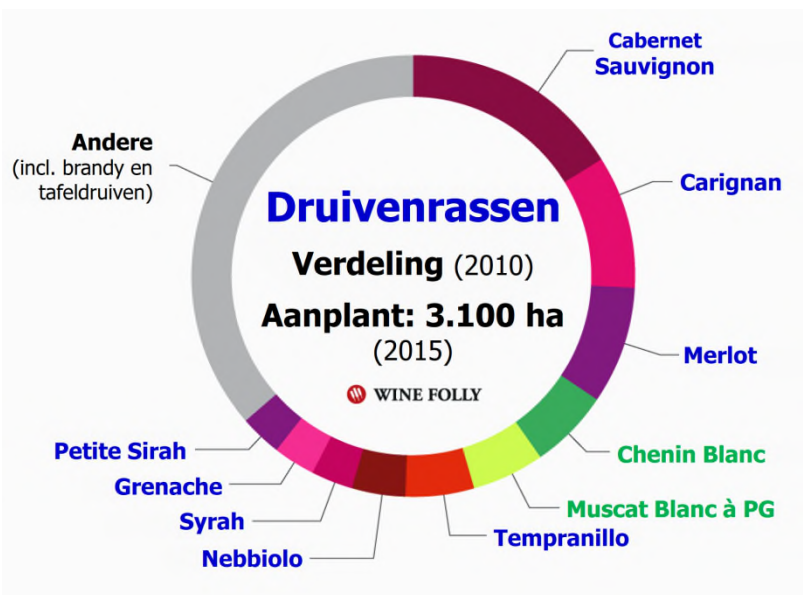 Cabernet
Sauvignon
Andere
(incl. brandy en
tafeldruiven)
Carignan
Druivenrassen
Verdeling (2010)
Aanplant: 3.100 ha
(2015)
WINE FOLLY
Merlot
Petite Sirah
Chenin Blanc
Grenache
Muscat Blanc à PG
Syrah
Tempranillo
Nebbiolo